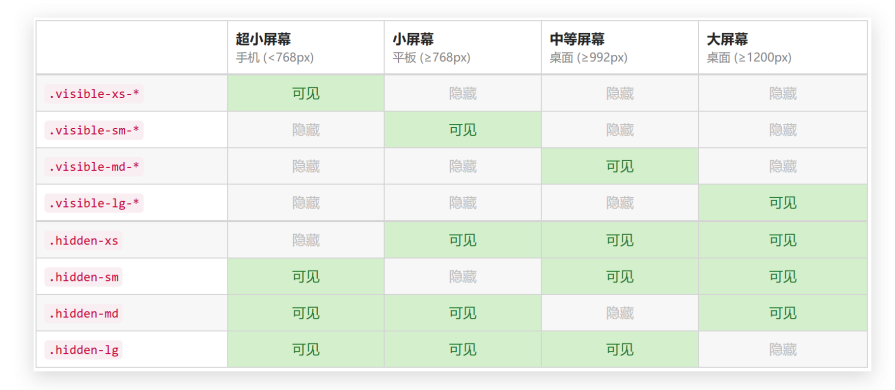 超小屏幕 小屏幕 中等屏幕 大屏幕
手机 (<768px) 平板 (≥768px) 桌面 (≥992px) 桌面 (≥1200px)
.visible-xs-* 可见 隐藏 隐藏 隐藏
.visible-sm-* 隐藏 可见 隐藏 隐藏
.visible-md-* 隐藏 隐藏 可见 隐藏
.visible-lg-* 隐藏 隐藏 隐藏 可见
.hidden-xs 隐藏 可见 可见 可见
.hidden-sm 可见 隐藏 可见 可见
.hidden-md 可见 可见 隐藏 可见
.hidden-lg 可见 可见 可见 隐藏